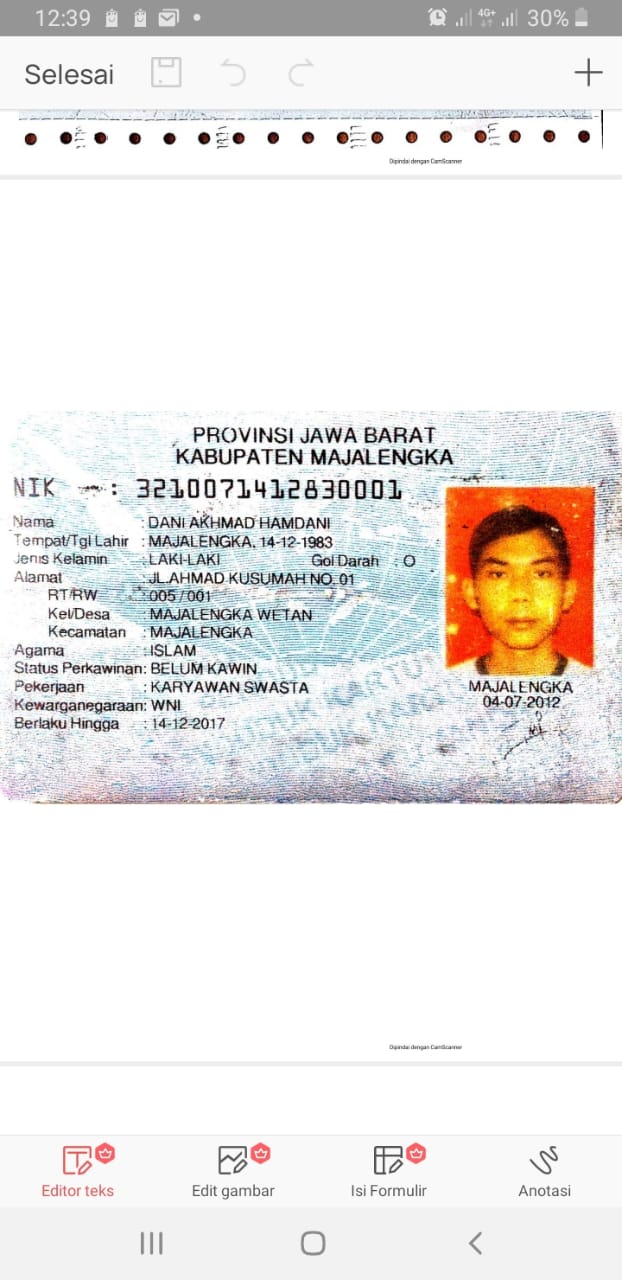 12:39
4G+
30%
Selesai
Dipindai dengan CamScanner
PROVINSI JAWA BARAT
KABUPATEN MAJALENGKA
NIK : 3210071412830001
Nama : DANI AKHMAD HAMDANI
Tempat/Tgl Lahir : MAJALENGKA, 14-12-1983
Jenis Kelamin : LAKI-LAKI Gol Darah : O
Alamat : JL.AHMAD KUSUMAH NO. 01
RT/RW : 005 / 001
Kel/Desa : MAJALENGKA WETAN
Kecamatan : MAJALENGKA
Agama : ISLAM
Status Perkawinan: BELUM KAWIN
Pekerjaan : KARYAWAN SWASTA
Kewarganegaraan: WNI
Berlaku Hingga : 14-12-2017
MAJALENGKA
04-07-2012
Dipindai dengan CamScanner
Editor teks
Edit gambar
Isi Formulir
Anotasi